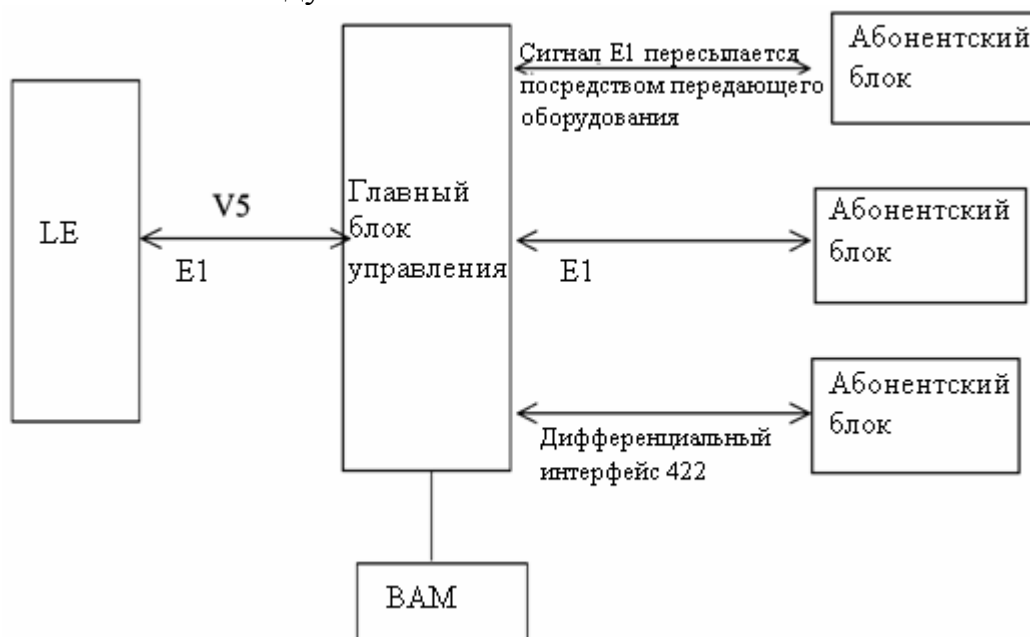 ду
Сигнал E1 пересылается
посредством передающего
оборудования
Абонентский
блок
LE
V5
E1
Главный
блок
управления
E1
Абонентский
блок
Дифференциальный
интерфейс 422
Абонентский
блок
BAM